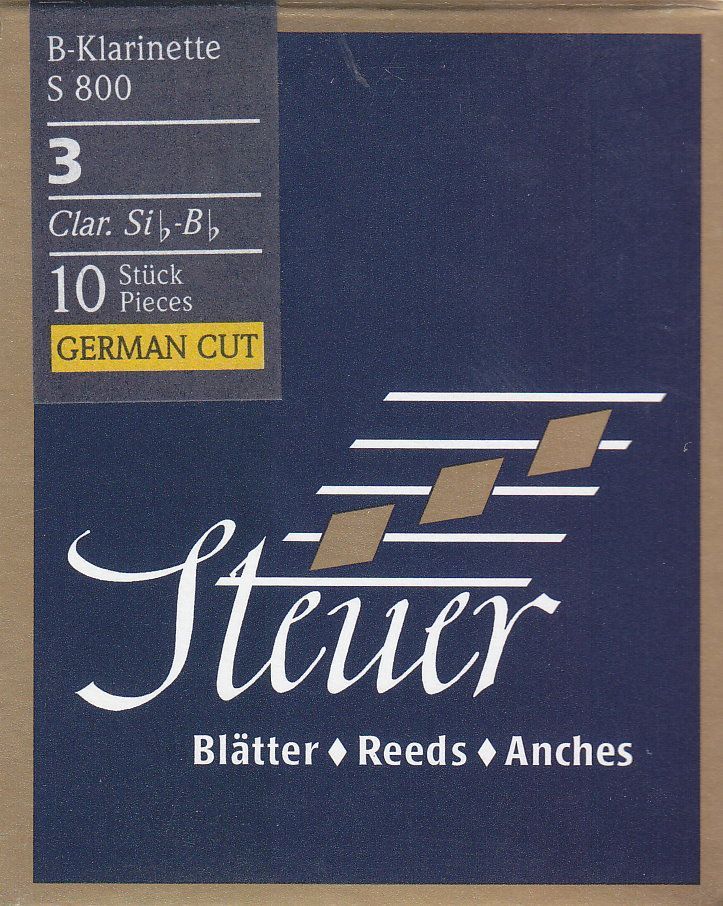 B-Klarinette
S 800
3
Clar. Si♭-B♭
10 Stück
Pieces
GERMAN CUT
Steuer
Blätter ♦ Reeds ♦ Anches